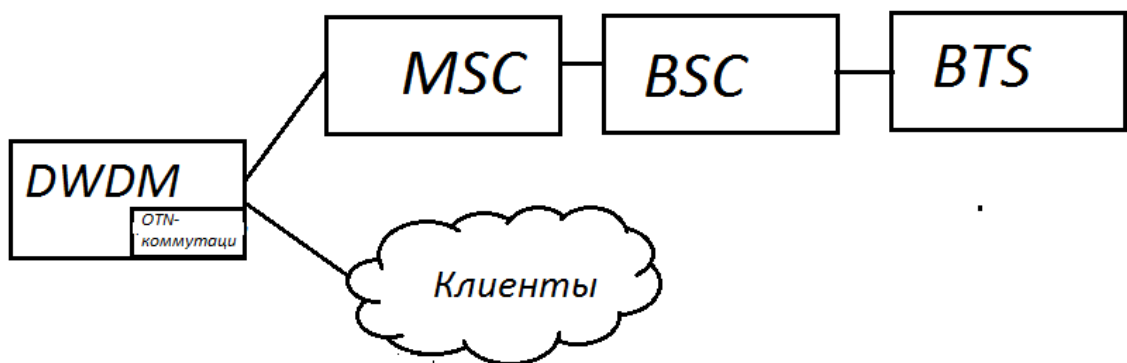 MSC
BSC
BTS
DWDM
OTN-
коммутаци
Клиенты